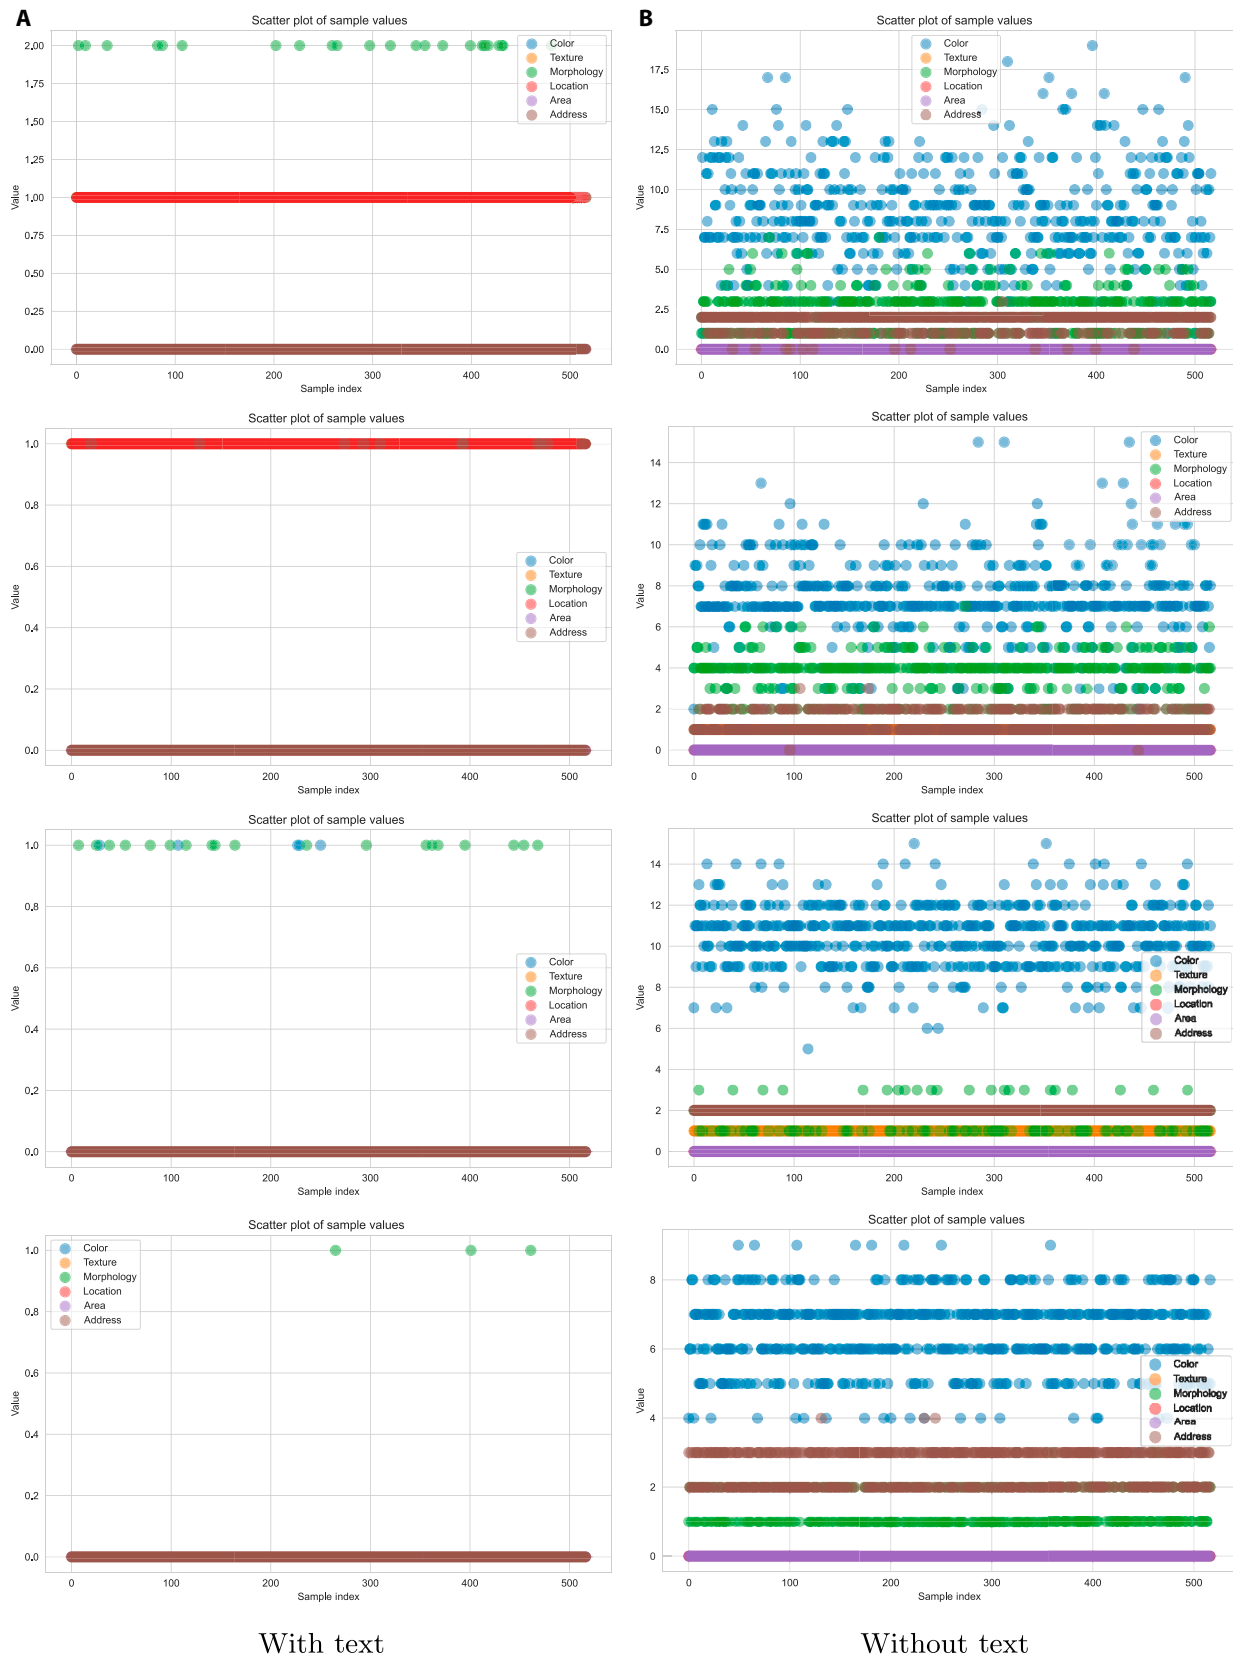 A
Scatter plot of sample values
2.00
1.75
1.50
1.25
1.00
0.75
0.50
0.25
0.00
Value
0 100 200 300 400 500
Sample index
Color
Texture
Morphology
Location
Area
Address
B
Scatter plot of sample values
17.5
15.0
12.5
10.0
7.5
5.0
2.5
0.0
Value
0 100 200 300 400 500
Sample index
Color
Texture
Morphology
Location
Area
Address
Scatter plot of sample values
1.0
0.8
0.6
0.4
0.2
0.0
Value
0 100 200 300 400 500
Sample index
Color
Texture
Morphology
Location
Area
Address
Scatter plot of sample values
14
12
10
8
6
4
2
0
Value
0 100 200 300 400 500
Sample index
Color
Texture
Morphology
Location
Area
Address
Scatter plot of sample values
1.0
0.8
0.6
0.4
0.2
0.0
Value
0 100 200 300 400 500
Sample index
Color
Texture
Morphology
Location
Area
Address
Scatter plot of sample values
14
12
10
8
6
4
2
0
Value
0 100 200 300 400 500
Sample index
Color
Texture
Morphology
Location
Area
Address
Scatter plot of sample values
1.0
0.8
0.6
0.4
0.2
0.0
Value
0 100 200 300 400 500
Sample index
Color
Texture
Morphology
Location
Area
Address
Scatter plot of sample values
8
6
4
2
0
Value
0 100 200 300 400 500
Sample index
Color
Texture
Morphology
Location
Area
Address
With text
Without text